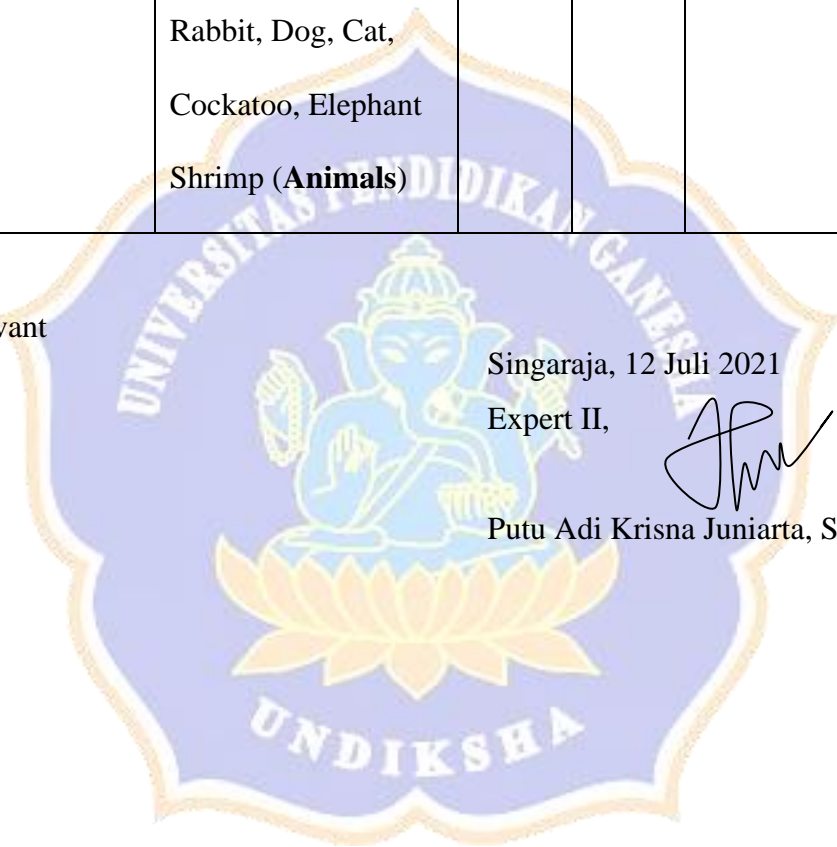 Rabbit, Dog, Cat,
Cockatoo, Elephant
Shrimp (Animals)
UNIVERSITAS PENDIDIKAN GANESHA
vant
Singaraja, 12 Juli 2021
Expert II,
Putu Adi Krisna Juniarta, S
UNDIKSHA